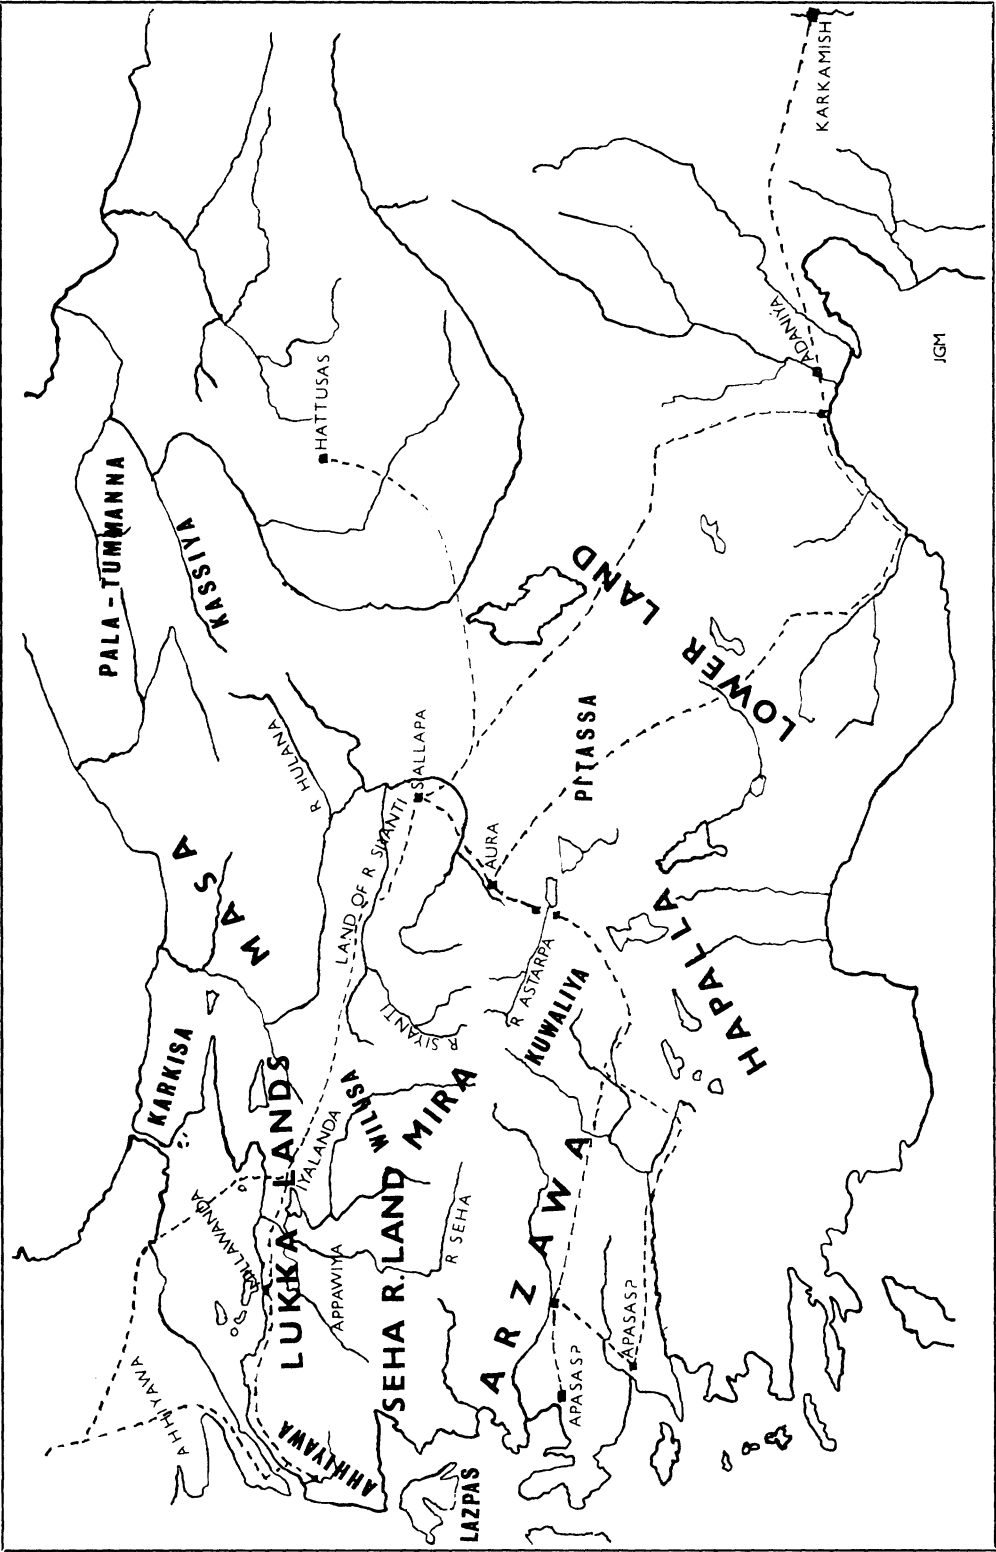 KARKAMISH
ADANIYA
JGM
HATTUSAS
PALA - TUMMANNA
KASSIYA
LOWER LAND
R HULANA
SALLAPA
PITASSA
MASA
LAND OF R SIYANTI
AURA
R ASTARPA
HAPALLA
KUWALIYA
R SIYANTI
KARKISA
LUKKA LANDS
WILUSA
MIRA
IYALANDA
ARZAWA
SEHA R. LAND
R SEHA
APPAWIYA
AHHIYAWA
AHHIYAWA
APASAS?
APASAS?
LAZPAS